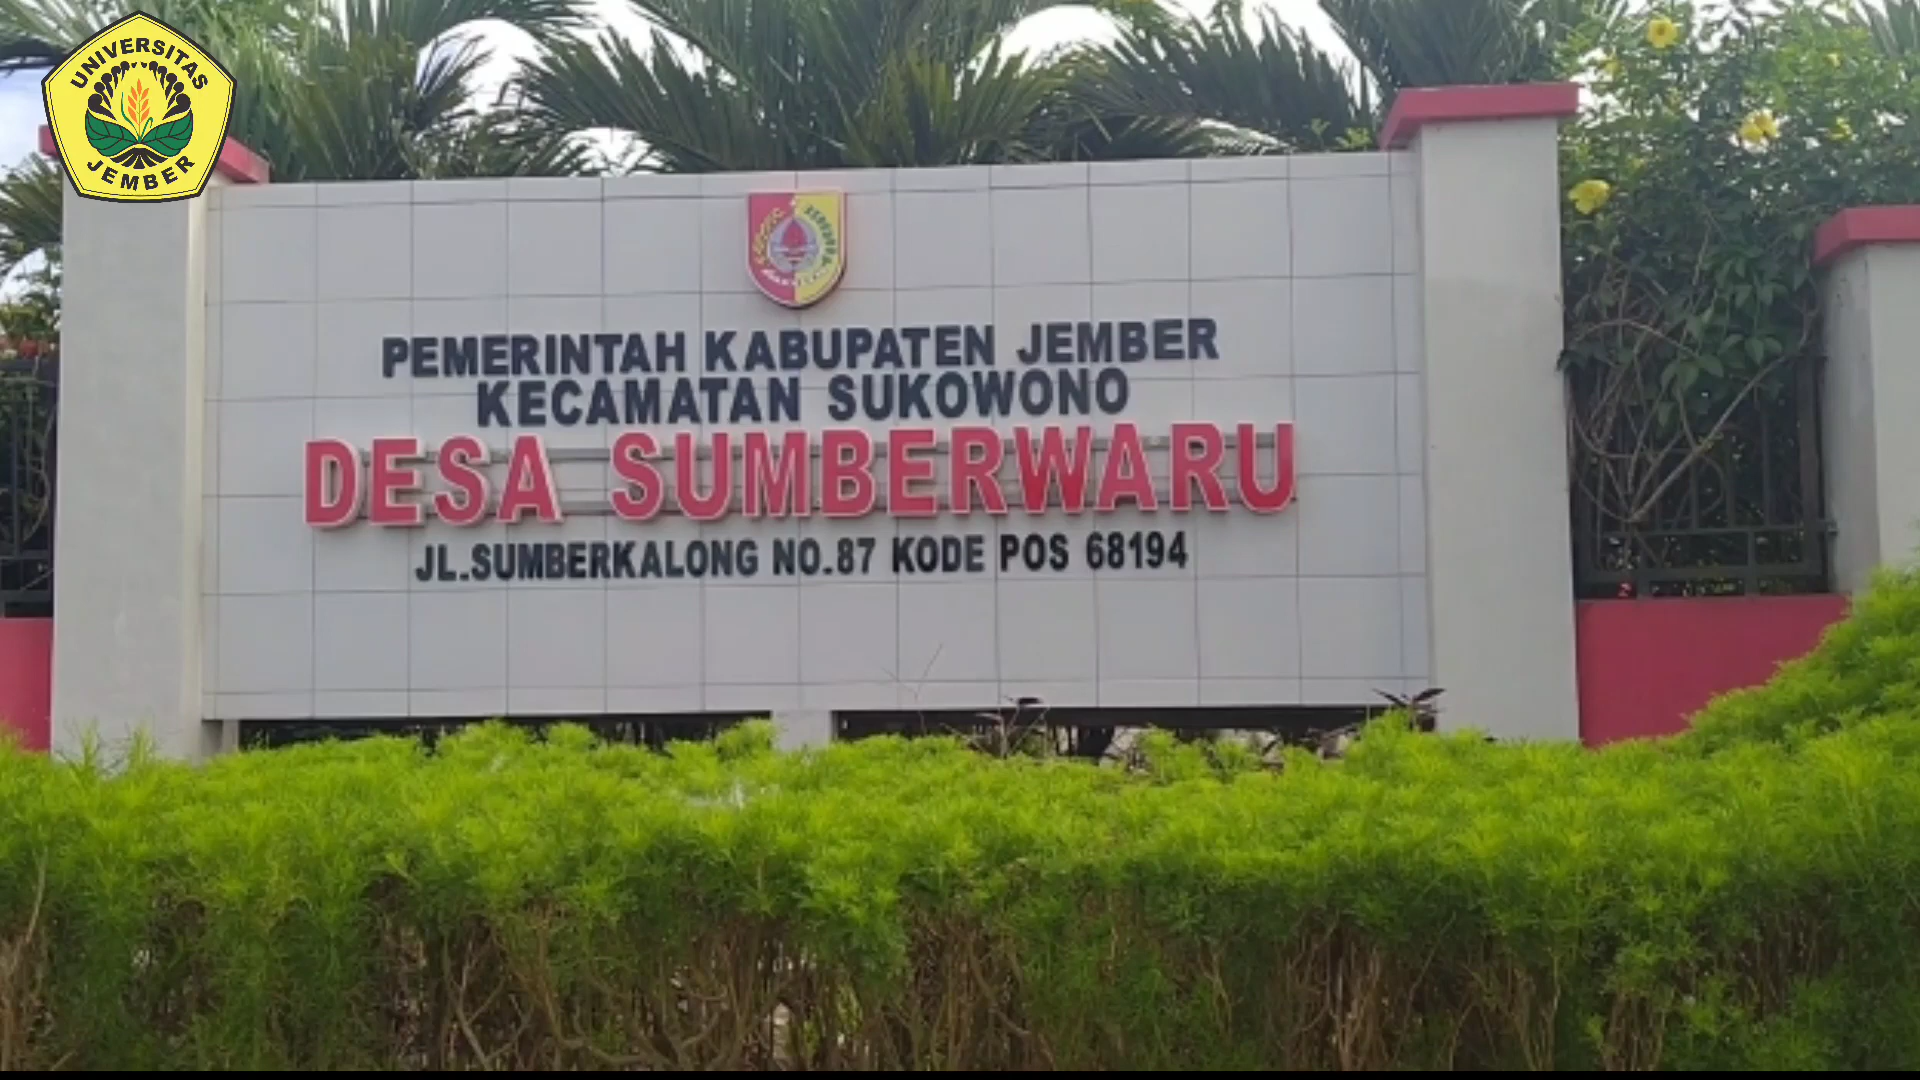 UNIVERSITAS
JEMBER
PEMERINTAH KABUPATEN JEMBER
KECAMATAN SUKOWONO
DESA SUMBERWARU
JL.SUMBERKALONG NO.87 KODE POS 68194